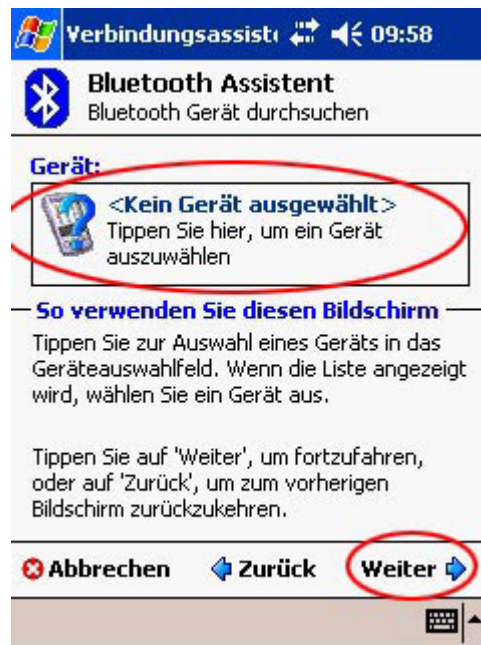 Verbindungsassist 09:58
Bluetooth Assistent
Bluetooth Gerät durchsuchen
Gerät:
<Kein Gerät ausgewählt>
Tippen Sie hier, um ein Gerät
auszuwählen
So verwenden Sie diesen Bildschirm
Tippen Sie zur Auswahl eines Geräts in das
Geräteauswahlfeld. Wenn die Liste angezeigt
wird, wählen Sie ein Gerät aus.
Tippen Sie auf 'Weiter', um fortzufahren,
oder auf 'Zurück', um zum vorherigen
Bildschirm zurückzukehren.
Abbrechen Zurück Weiter